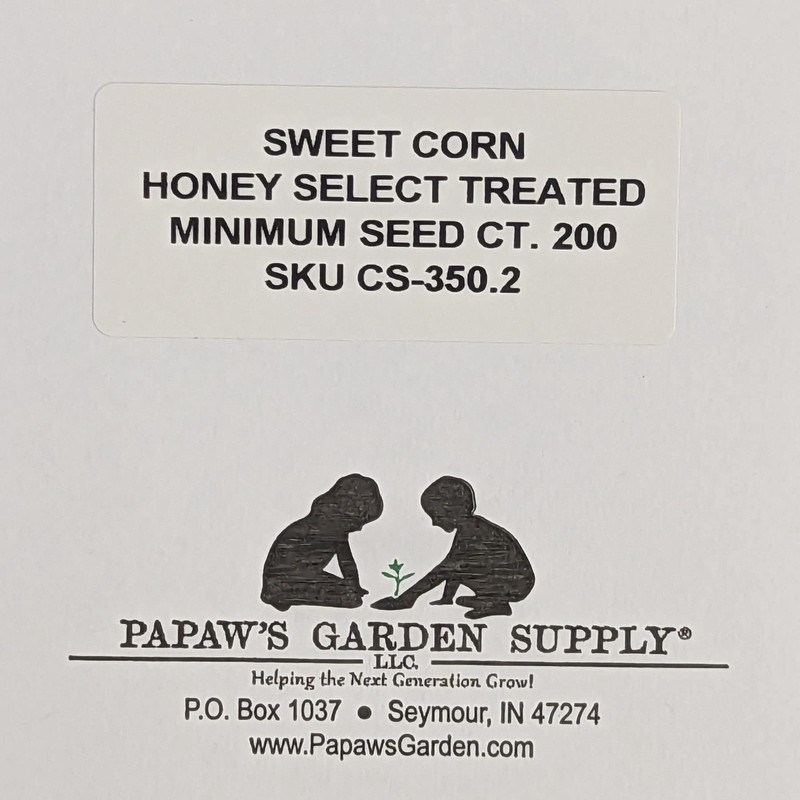 SWEET CORN
HONEY SELECT TREATED
MINIMUM SEED CT. 200
SKU CS-350.2
PAPAW'S GARDEN SUPPLY®
LLC.
Helping the Next Generation Grow!
P.O. Box 1037 ● Seymour, IN 47274
www.PapawsGarden.com